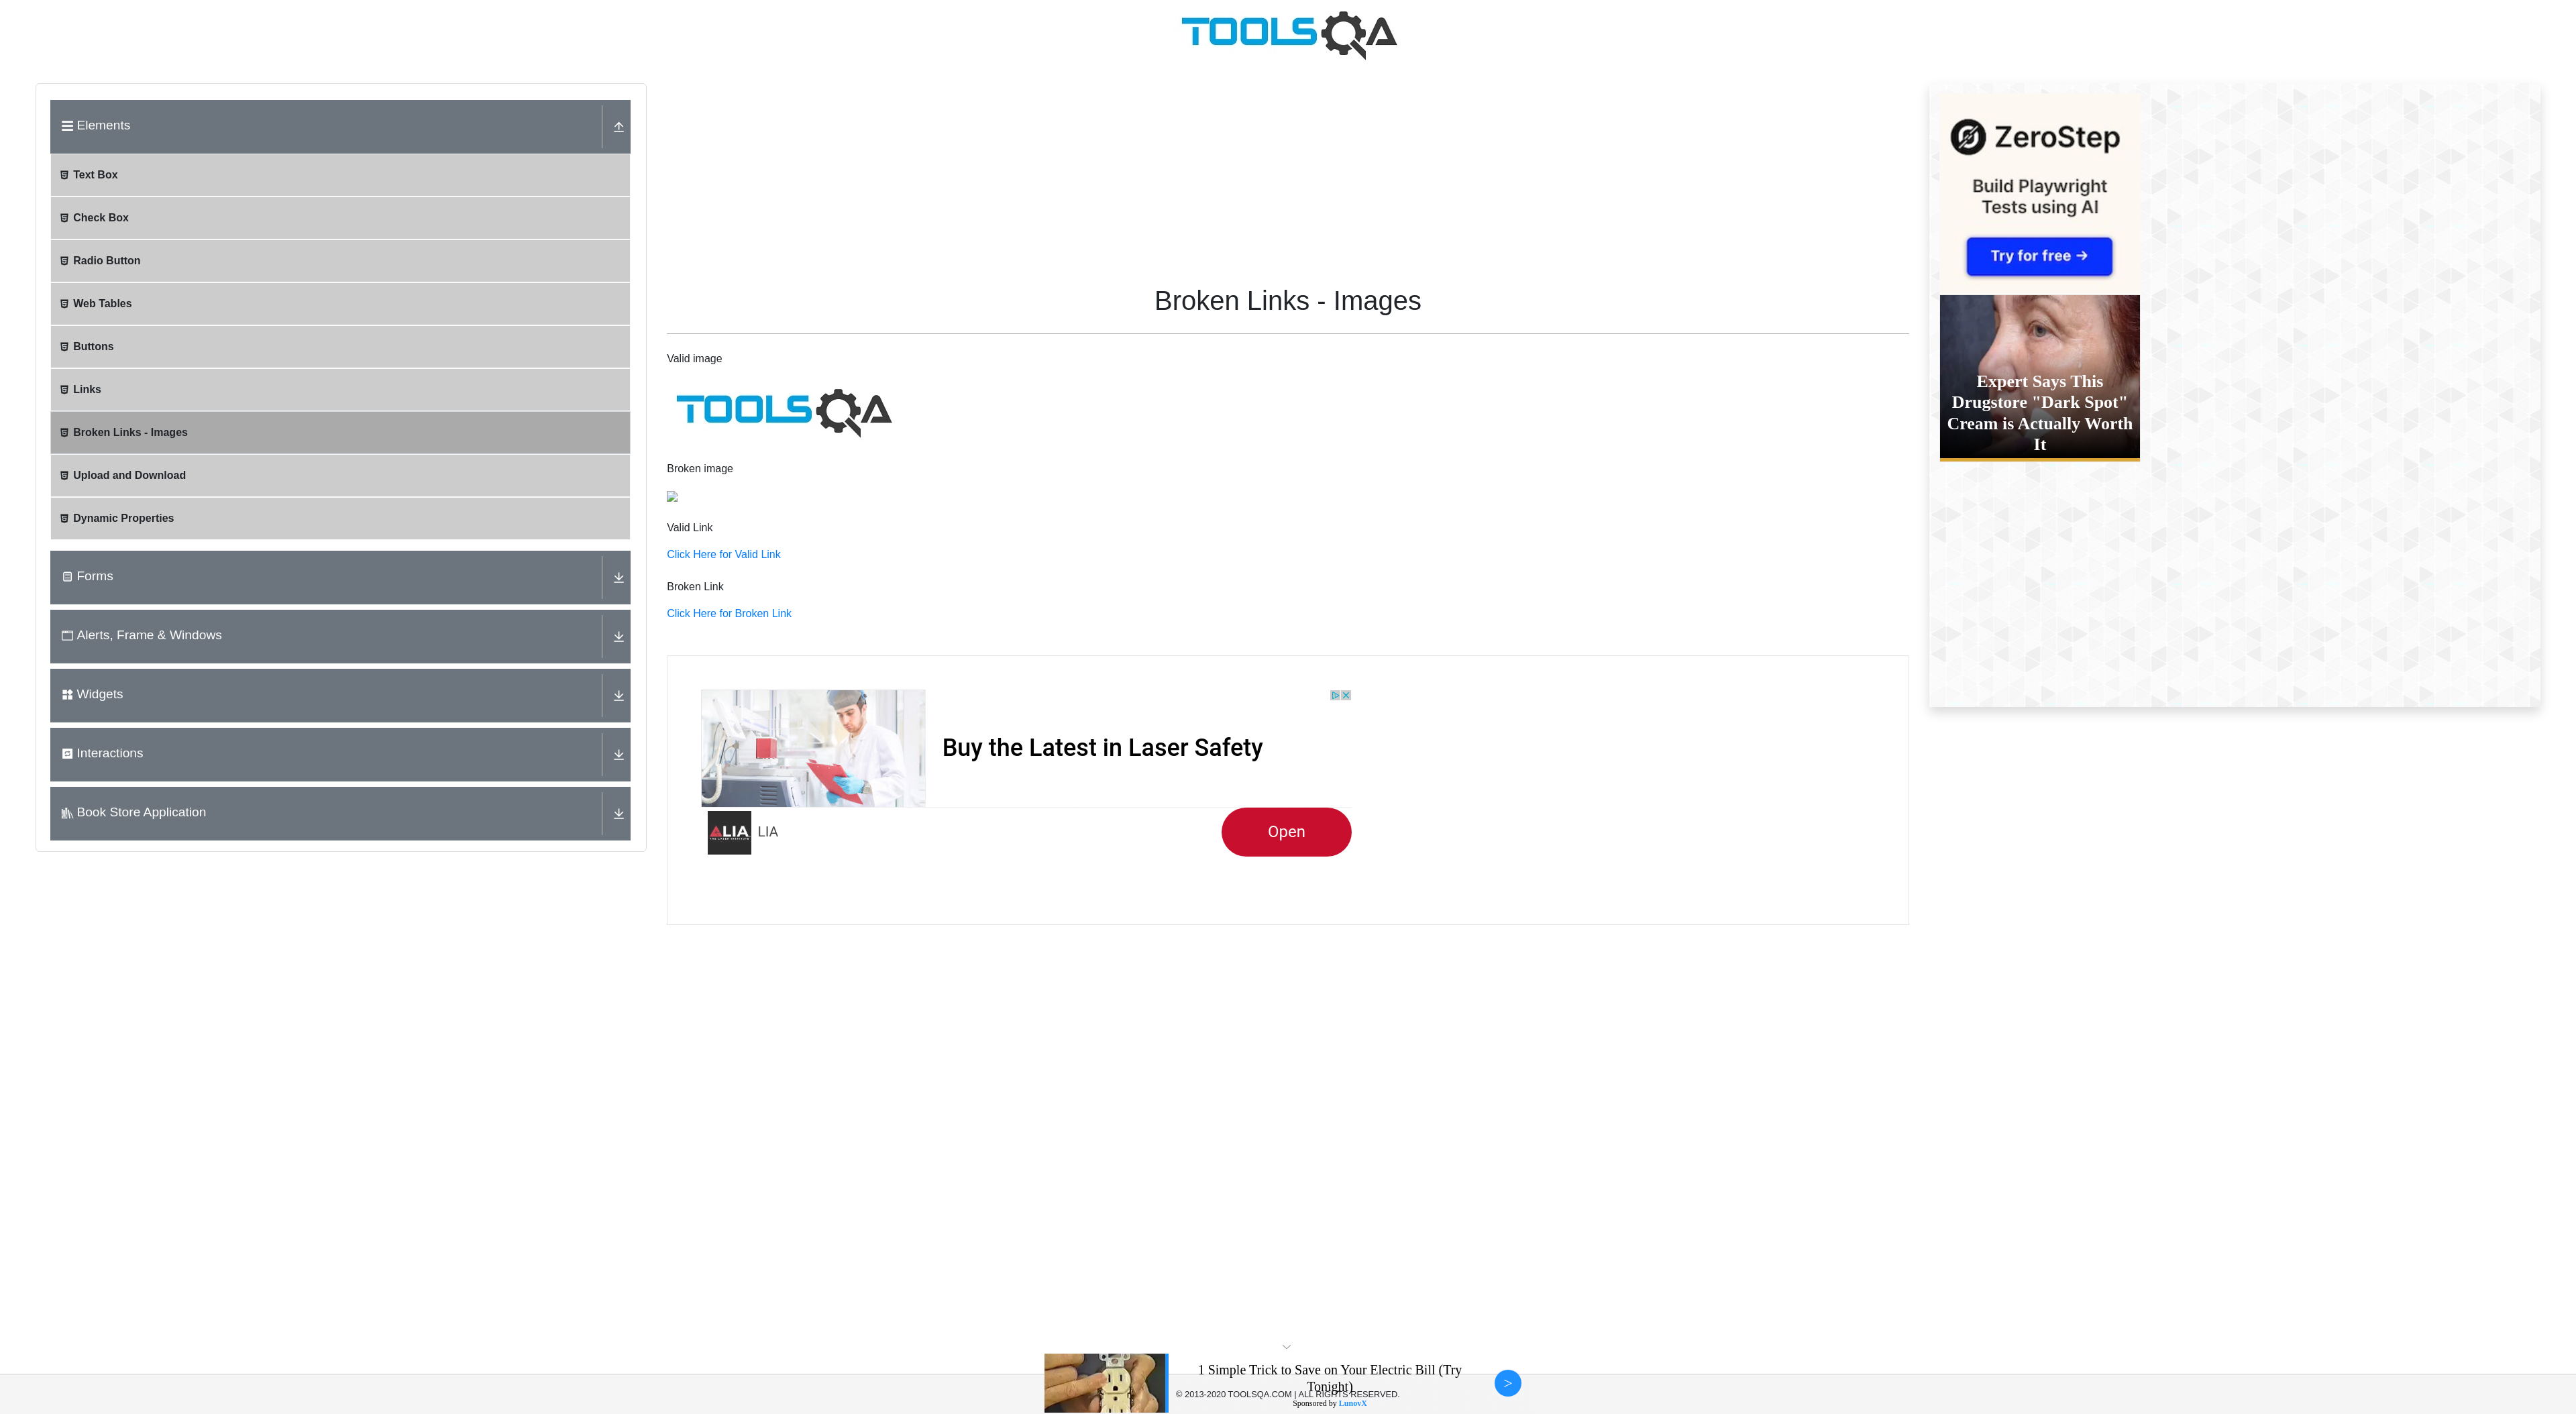 TOOLSQA
Elements
Text Box
Check Box
Radio Button
Web Tables
Buttons
Links
Broken Links - Images
Upload and Download
Dynamic Properties
Forms
Alerts, Frame & Windows
Widgets
Interactions
Book Store Application
Broken Links - Images
Valid image
TOOLSQA
Broken image
Valid Link
Click Here for Valid Link
Broken Link
Click Here for Broken Link
Buy the Latest in Laser Safety
LIA
LIA
Open
ZeroStep
Build Playwright
Tests using AI
Try for free →
Expert Says This
Drugstore "Dark Spot"
Cream is Actually Worth
It
1 Simple Trick to Save on Your Electric Bill (Try
Tonight)
>
© 2013-2020 TOOLSQA.COM | ALL RIGHTS RESERVED.
Sponsored by LunovX